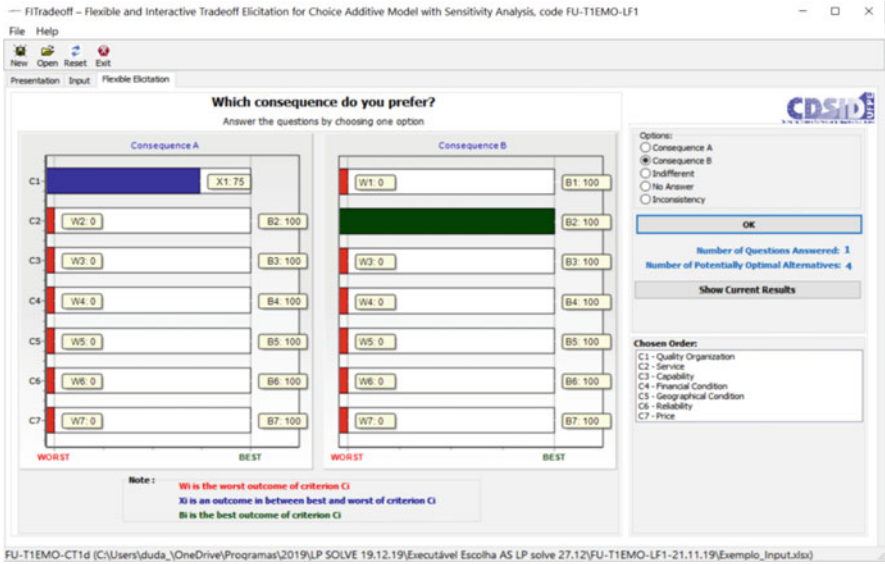 FITradeoff – Flexible and Interactive Tradeoff Elicitation for Choice Additive Model with Sensitivity Analysis, code FU-T1EMO-LF1
File Help
New Open Reset Exit
Presentation Input Flexible Elicitation
Which consequence do you prefer?
Answer the questions by choosing one option
Consequence A
C1 X1: 75
C2 W2: 0 B2: 100
C3 W3: 0 B3: 100
C4 W4: 0 B4: 100
C5 W5: 0 B5: 100
C6 W6: 0 B6: 100
C7 W7: 0 B7: 100
WORST BEST
Consequence B
W1: 0 B1: 100
B2: 100
W3: 0 B3: 100
W4: 0 B4: 100
W5: 0 B5: 100
W6: 0 B6: 100
W7: 0 B7: 100
WORST BEST
Note :
Wi is the worst outcome of criterion Ci
Xi is an outcome in between best and worst of criterion Ci
Bi is the best outcome of criterion Ci
CDSID UFPE
Options:
Consequence A
Consequence B
Indifferent
No Answer
Inconsistency
OK
Number of Questions Answered: 1
Number of Potentially Optimal Alternatives: 4
Show Current Results
Chosen Order:
C1 - Quality Organization
C2 - Service
C3 - Capability
C4 - Financial Condition
C5 - Geographical Condition
C6 - Reliability
C7 - Price
FU-T1EMO-CT1d (C:\Users\duda_\OneDrive\Programas\2019\LP SOLVE 19.12.19\Executável Escolha AS LP solve 27.12\FU-T1EMO-LF1-21.11.19\Exemplo_Input.xlsx)